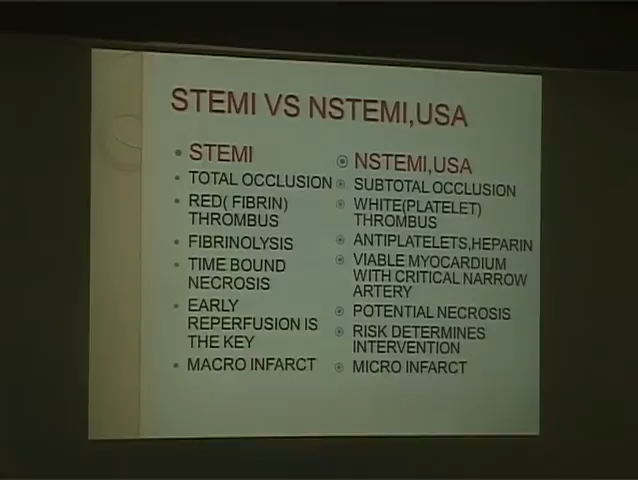 STEMI VS NSTEMI,USA
STEMI
TOTAL OCCLUSION
RED( FIBRIN)
THROMBUS
FIBRINOLYSIS
TIME BOUND
NECROSIS
EARLY
REPERFUSION IS
THE KEY
MACRO INFARCT
NSTEMI,USA
SUBTOTAL OCCLUSION
WHITE(PLATELET)
THROMBUS
ANTIPLATELETS,HEPARIN
VIABLE MYOCARDIUM
WITH CRITICAL NARROW
ARTERY
POTENTIAL NECROSIS
RISK DETERMINES
INTERVENTION
MICRO INFARCT